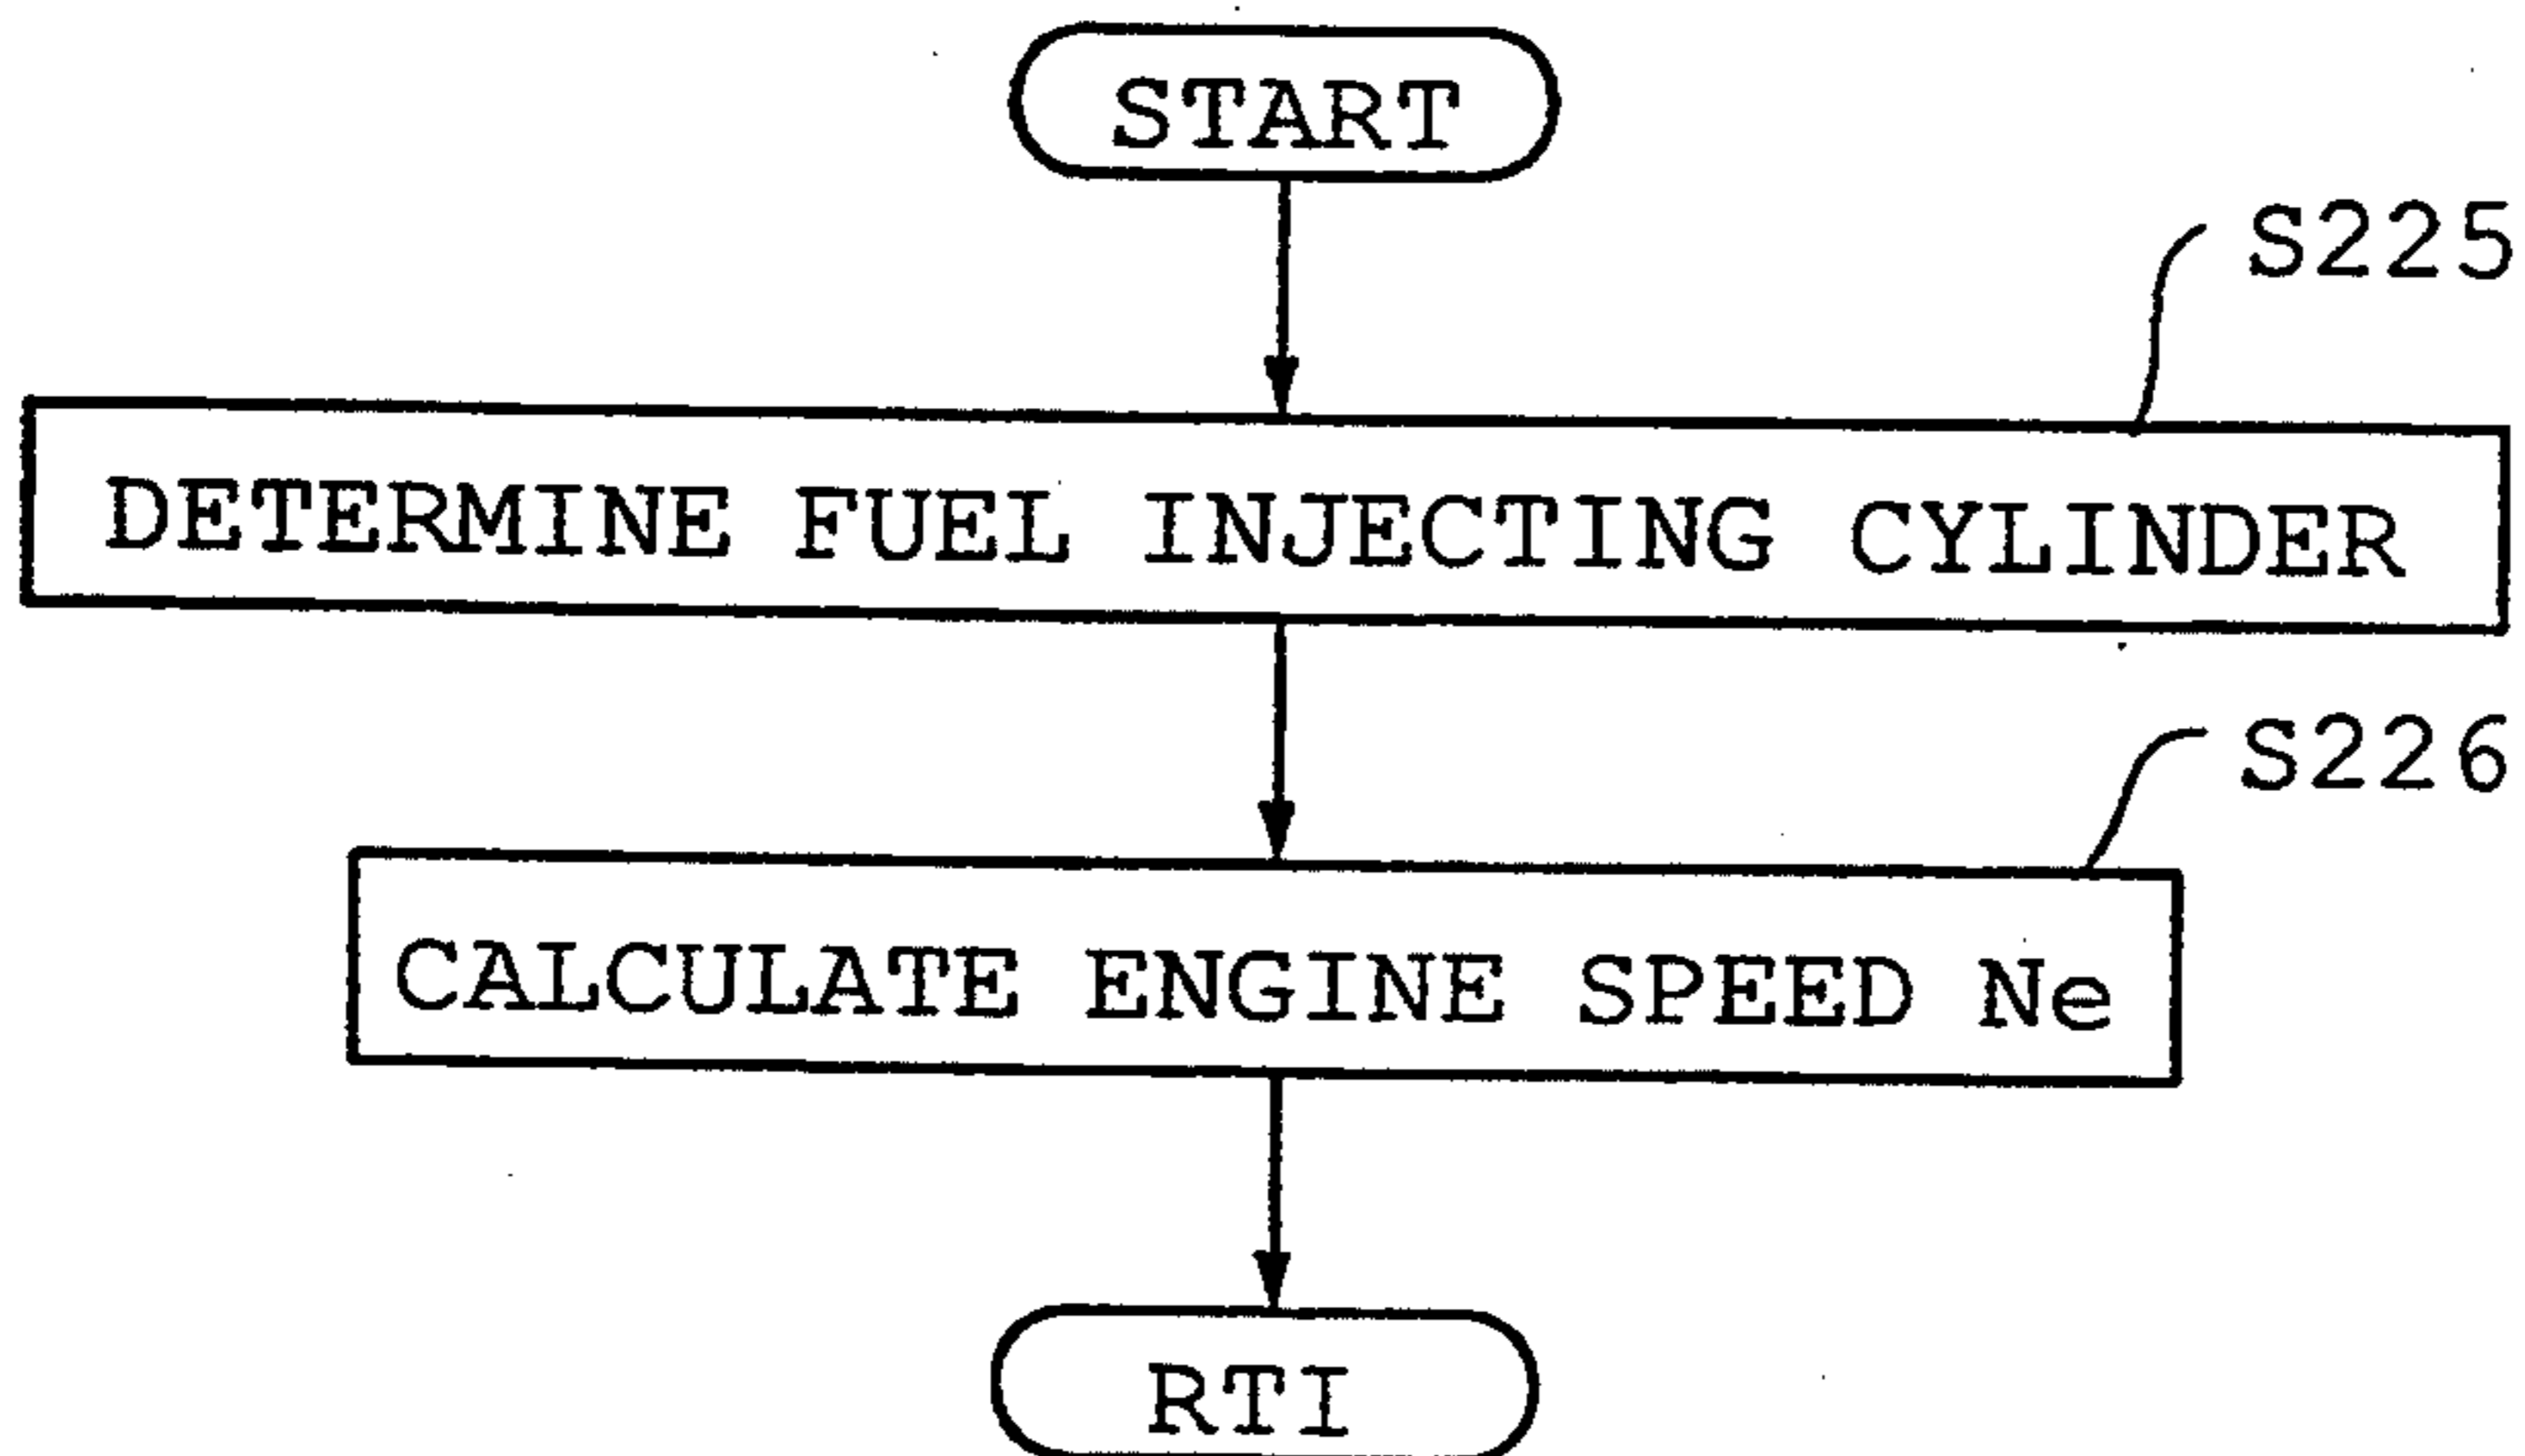 START
S225
DETERMINE FUEL INJECTING CYLINDER
S226
CALCULATE ENGINE SPEED Ne
RTI